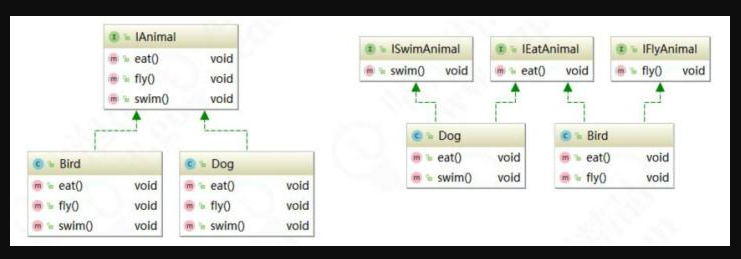 IAnimal
eat() void
fly() void
swim() void
Bird
eat() void
fly() void
swim() void
Dog
eat() void
fly() void
swim() void
ISwimAnimal
swim() void
IEatAnimal
eat() void
IFlyAnimal
fly() void
Dog
eat() void
swim() void
Bird
eat() void
fly() void